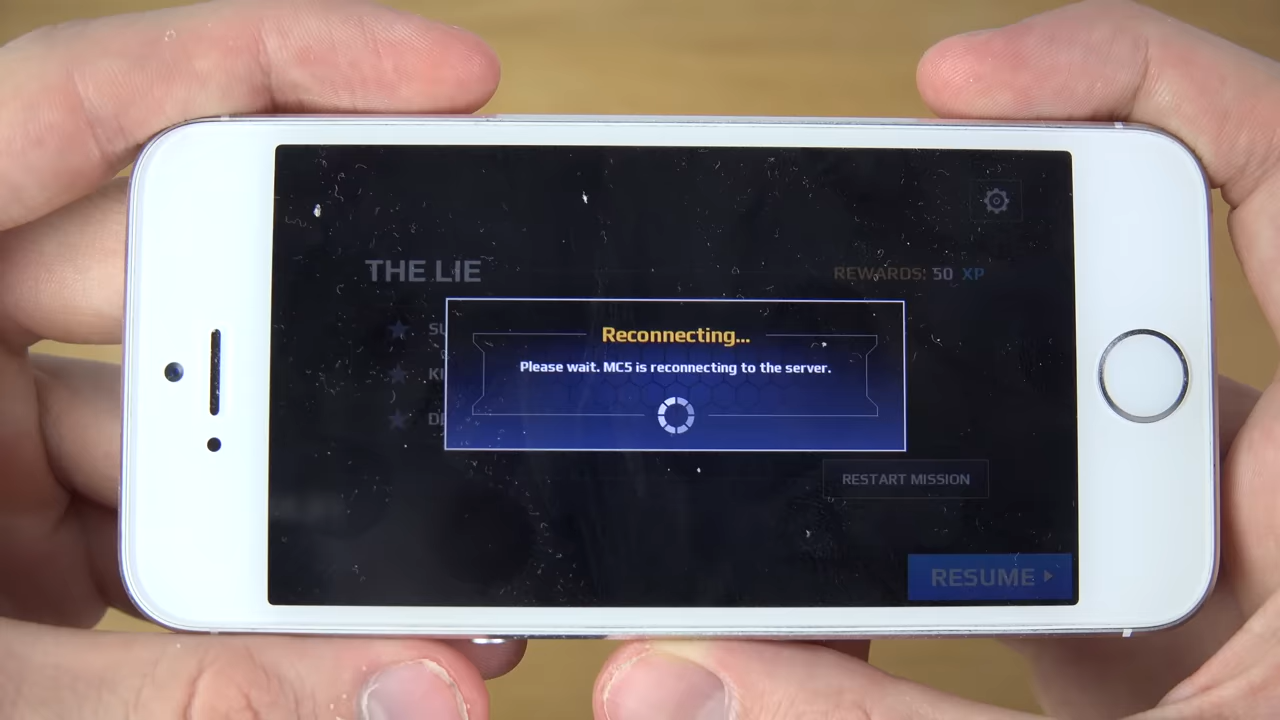 THE LIE
REWARDS: 50 XP
Reconnecting...
Please wait. MC5 is reconnecting to the server.
RESTART MISSION
RESUME